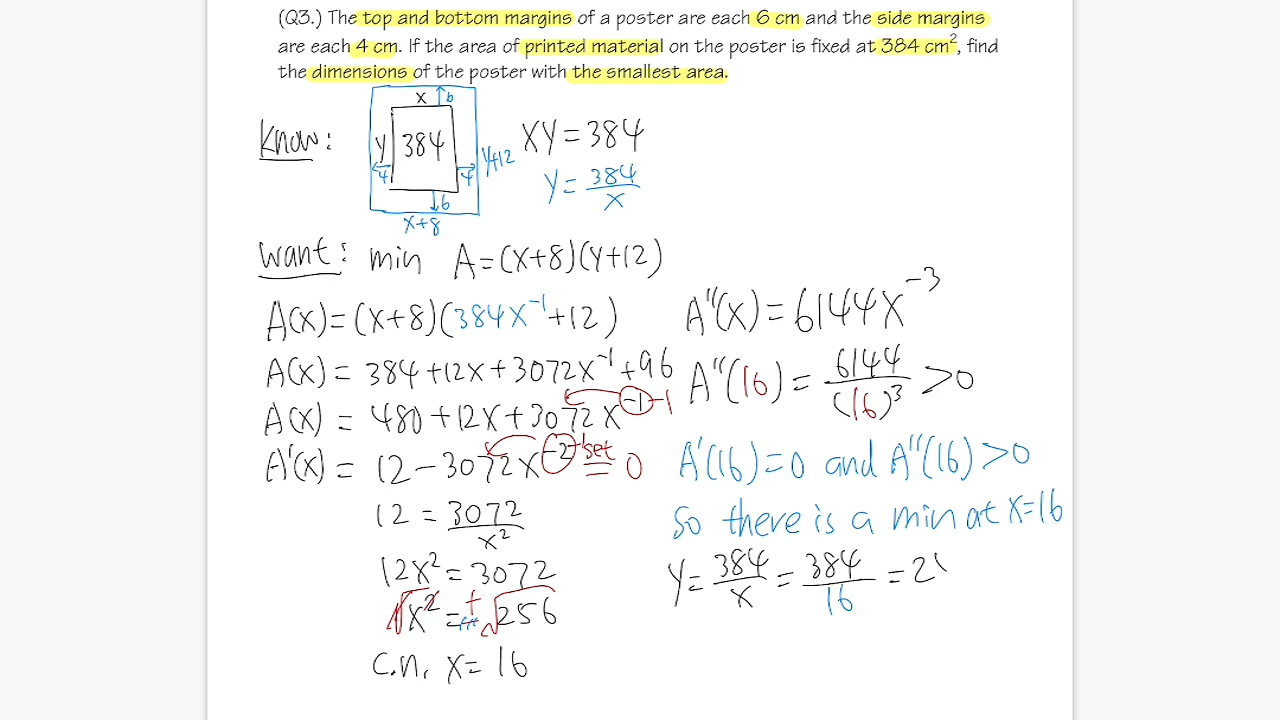 (Q3.) The top and bottom margins of a poster are each 6 cm and the side margins
are each 4 cm. If the area of printed material on the poster is fixed at 384 cm², find
the dimensions of the poster with the smallest area.
Know:
x 6
y 384
4 4
6
y+12
x+8
xy = 384
y = 384/x
Want: min A = (x+8)(y+12)
A(x) = (x+8)(384x⁻¹+12)
A(x) = 384 + 12x + 3072x⁻¹ + 96
A(x) = 480 + 12x + 3072x⁻¹ -1
A'(x) = 12 - 3072x⁻² set = 0
12 = 3072/x²
12x² = 3072
√x² = ±√256
c.n. x = 16
A''(x) = 6144x⁻³
A''(16) = 6144/(16)³ > 0
A'(16) = 0 and A''(16) > 0
So there is a min at x=16
y = 384/x = 384/16 = 2